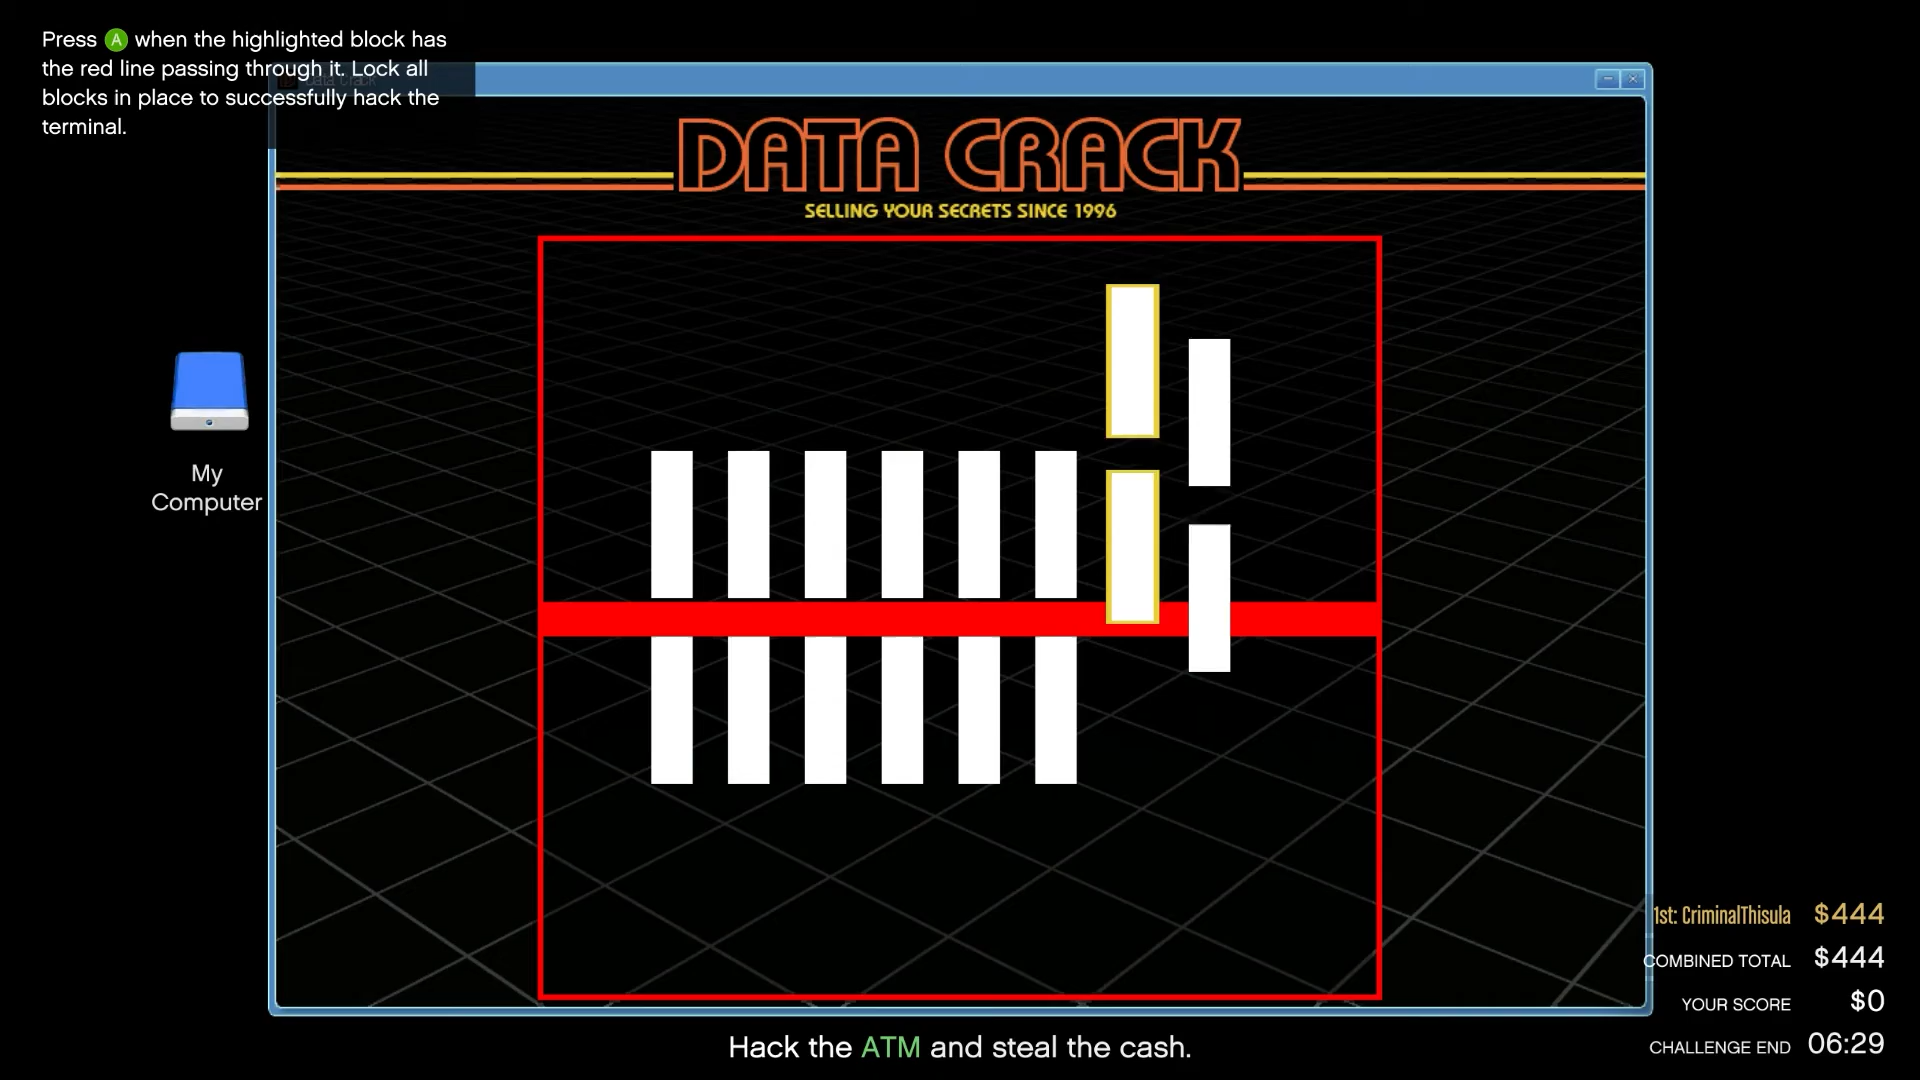 Press A when the highlighted block has
the red line passing through it. Lock all
blocks in place to successfully hack the
terminal.
DATA CRACK
SELLING YOUR SECRETS SINCE 1996
My
Computer
1st: CriminalThisula $444
COMBINED TOTAL $444
YOUR SCORE $0
CHALLENGE END 06:29
Hack the ATM and steal the cash.